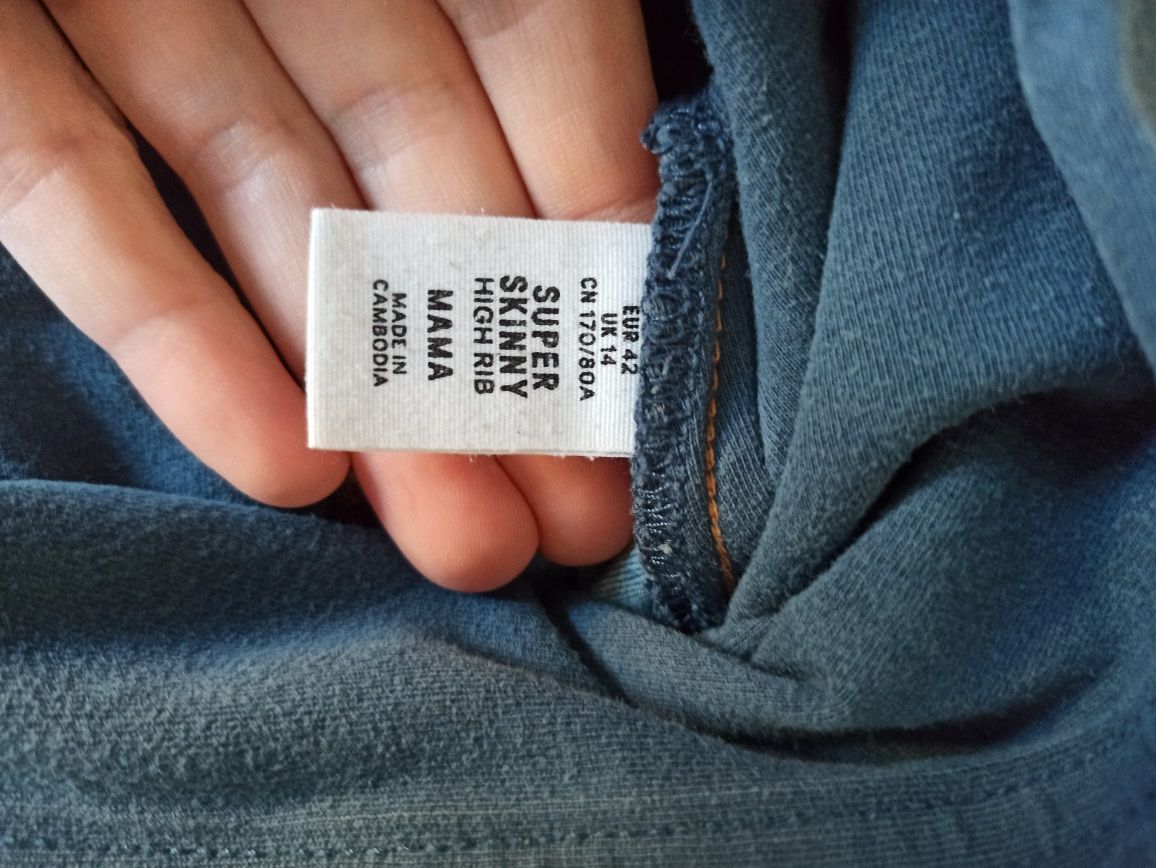 EUR 42
UK 14
CN 170/80A
SUPER
SKINNY
HIGH RIB
MAMA
MADE IN
CAMBODIA